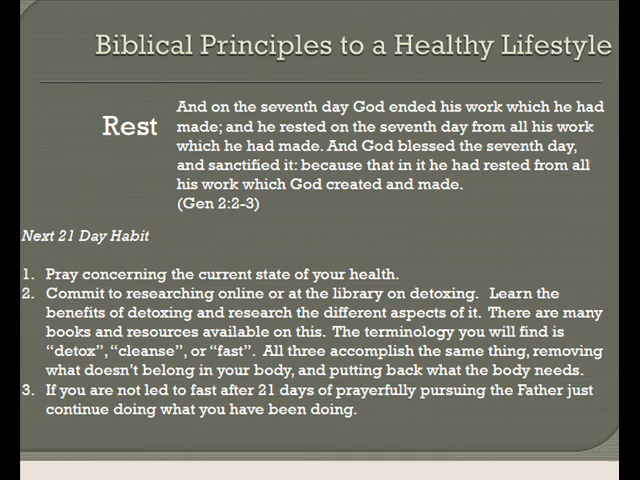 Biblical Principles to a Healthy Lifestyle
Rest
And on the seventh day God ended his work which he had
made; and he rested on the seventh day from all his work
which he had made. And God blessed the seventh day,
and sanctified it: because that in it he had rested from all
his work which God created and made.
(Gen 2:2-3)
Next 21 Day Habit
1. Pray concerning the current state of your health.
2. Commit to researching online or at the library on detoxing. Learn the
benefits of detoxing and research the different aspects of it. There are many
books and resources available on this. The terminology you will find is
“detox”, “cleanse”, or “fast”. All three accomplish the same thing, removing
what doesn’t belong in your body, and putting back what the body needs.
3. If you are not led to fast after 21 days of prayerfully pursuing the Father just
continue doing what you have been doing.